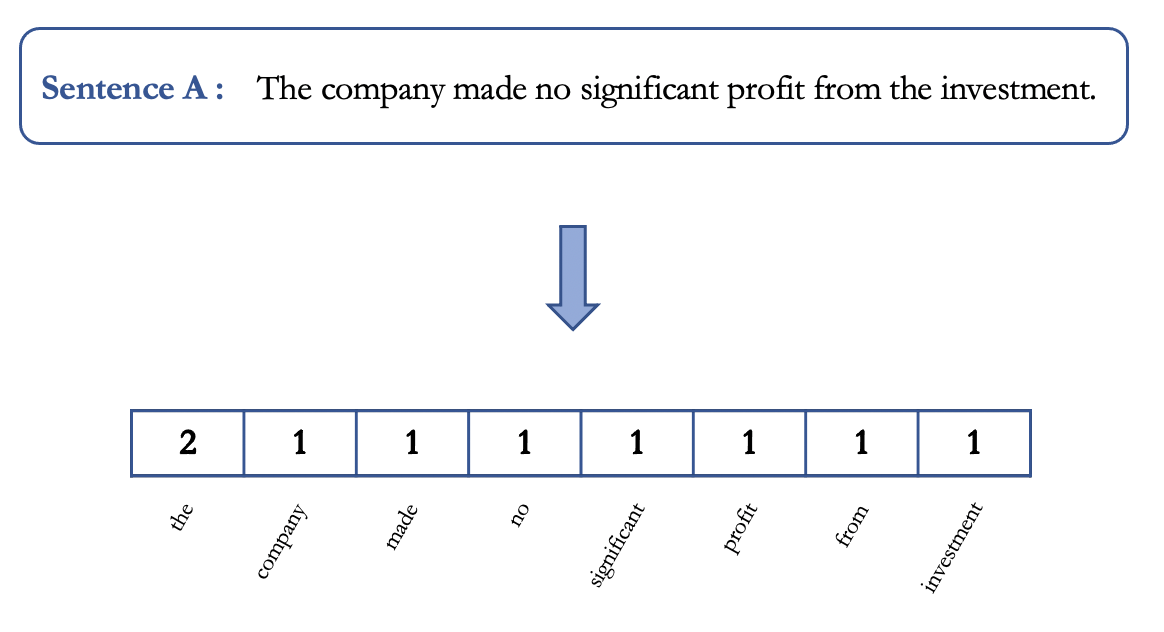 Sentence A : The company made no significant profit from the investment.
2 1 1 1 1 1 1 1
the company made no significant profit from investment